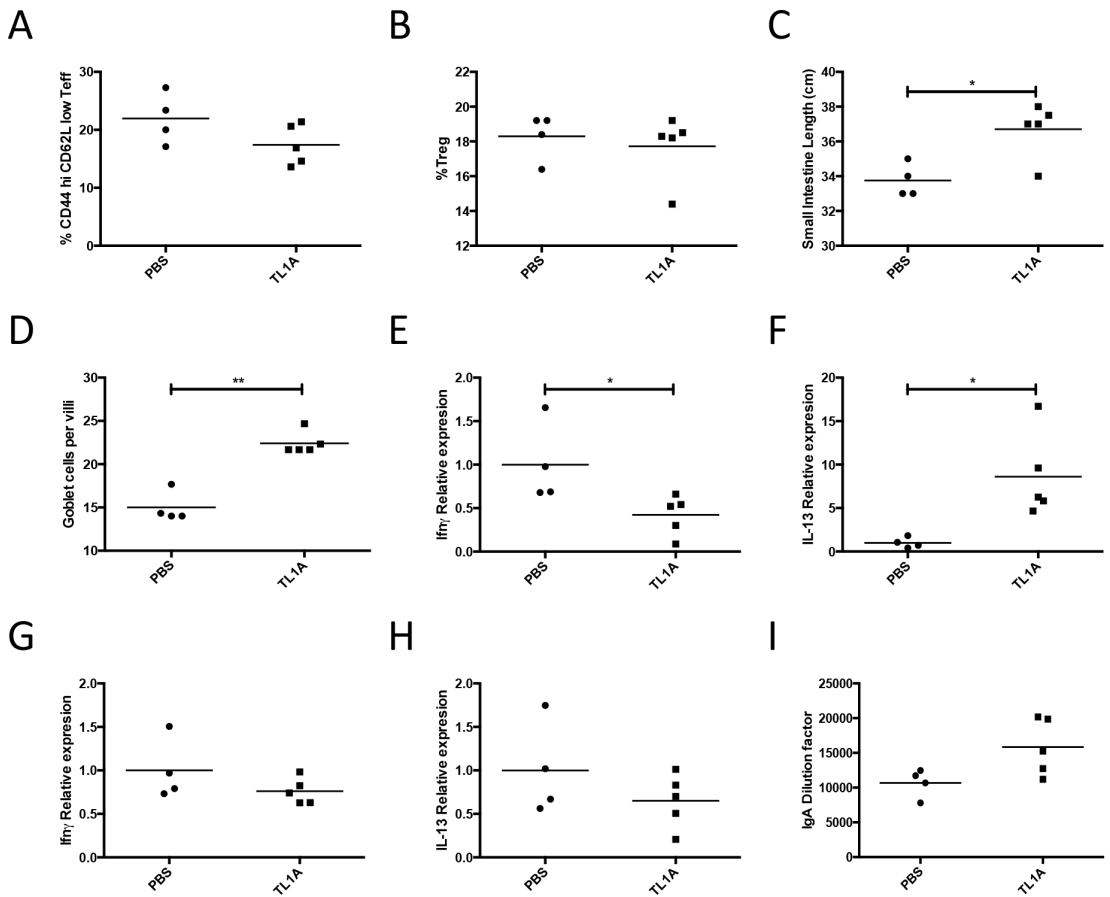 A
B
C
% CD44 hi CD62L low Teff
30
20
10
0
PBS
TL1A
%Treg
22
20
18
16
14
12
PBS
TL1A
Small Intestine Length (cm)
40
38
36
34
32
30
*
PBS
TL1A
D
E
F
Goblet cells per villi
30
25
20
15
10
**
PBS
TL1A
Ifnγ Relative expresion
2.0
1.5
1.0
0.5
0.0
*
PBS
TL1A
IL-13 Relative expresion
20
15
10
5
0
*
PBS
TL1A
G
H
I
Ifnγ Relative expresion
2.0
1.5
1.0
0.5
0.0
PBS
TL1A
IL-13 Relative expresion
2.0
1.5
1.0
0.5
0.0
PBS
TL1A
IgA Dilution factor
25000
20000
15000
10000
5000
0
PBS
TL1A